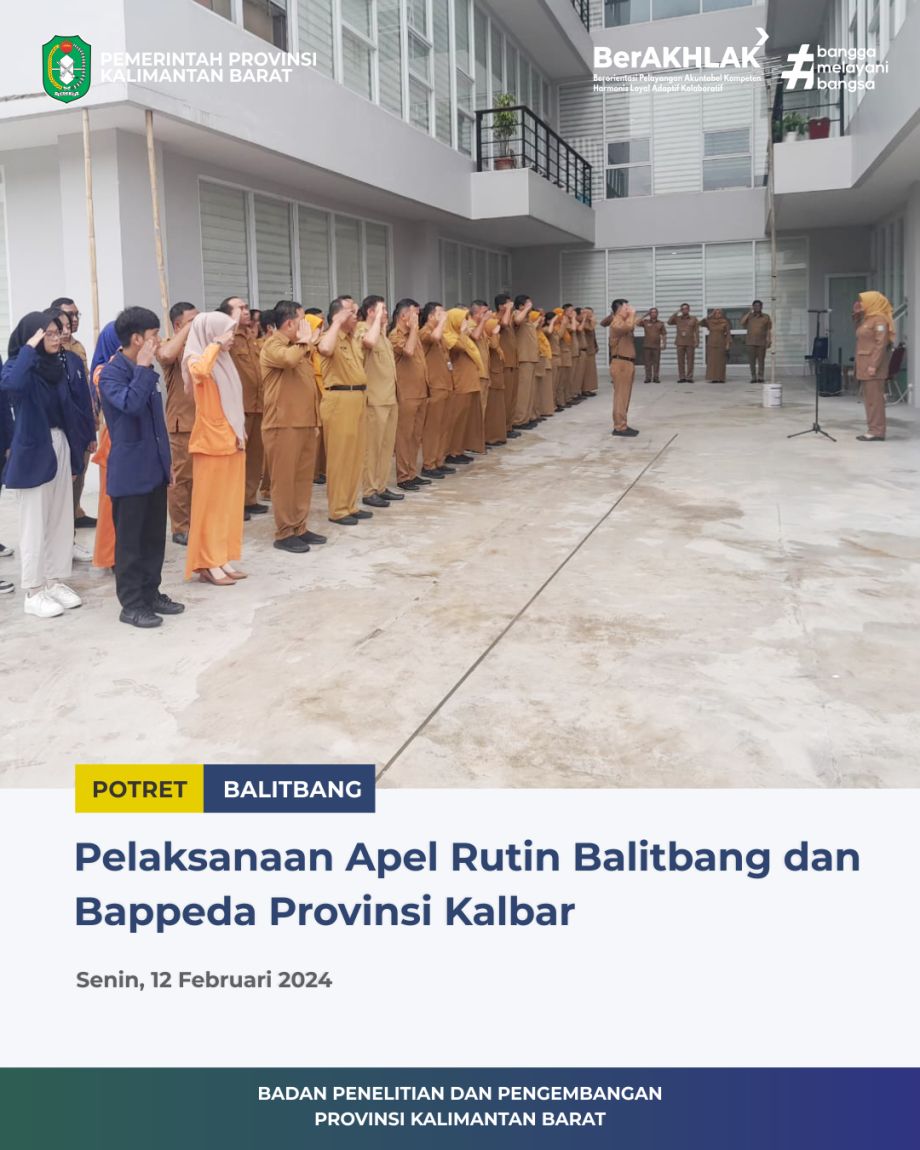 PEMERINTAH PROVINSI
KALIMANTAN BARAT
BerAKHLAK
Berorientasi Pelayanan Akuntabel Kompeten
Harmonis Loyal Adaptif Kolaboratif
#bangga
melayani
bangsa
POTRET BALITBANG
Pelaksanaan Apel Rutin Balitbang dan
Bappeda Provinsi Kalbar
Senin, 12 Februari 2024
BADAN PENELITIAN DAN PENGEMBANGAN
PROVINSI KALIMANTAN BARAT